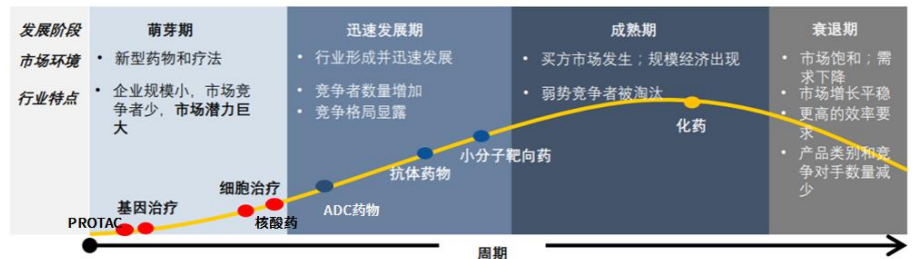 发展阶段
萌芽期
迅速发展期
成熟期
衰退期
市场环境
• 新型药物和疗法
• 行业形成并迅速发展
• 买方市场发生；规模经济出现
• 市场饱和；需
求下降
行业特点
• 企业规模小，市场竞
争者少，市场潜力巨
大
• 竞争者数量增加
• 竞争格局显露
• 弱势竞争者被淘汰
• 市场增长平稳
• 更高的效率要
求
• 产品类别和竞
争对手数量减
少
PROTAC
基因治疗
细胞治疗
核酸药
ADC药物
抗体药物
小分子靶向药
化药
周期